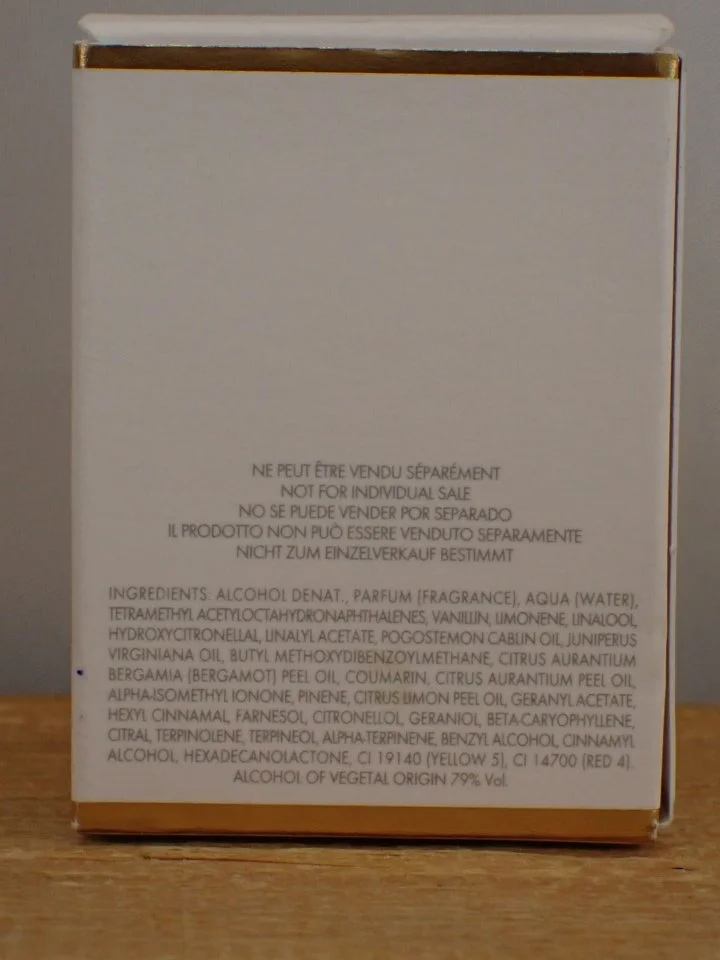 NE PEUT ÊTRE VENDU SÉPARÉMENT
NOT FOR INDIVIDUAL SALE
NO SE PUEDE VENDER POR SEPARADO
IL PRODOTTO NON PUÒ ESSERE VENDUTO SEPARAMENTE
NICHT ZUM EINZELVERKAUF BESTIMMT
INGREDIENTS: ALCOHOL DENAT., PARFUM (FRAGRANCE), AQUA (WATER),
TETRAMETHYL ACETYLOCTAHYDRONAPHTHALENES, VANILLIN, LIMONENE, LINALOOL,
HYDROXYCITRONELLAL, LINALYL ACETATE, POGOSTEMON CABLIN OIL, JUNIPERUS
VIRGINIANA OIL, BUTYL METHOXYDIBENZOYLMETHANE, CITRUS AURANTIUM
BERGAMIA (BERGAMOT) PEEL OIL, COUMARIN, CITRUS AURANTIUM PEEL OIL,
ALPHA-ISOMETHYL IONONE, PINENE, CITRUS LIMON PEEL OIL, GERANYL ACETATE,
HEXYL CINNAMAL, FARNESOL, CITRONELLOL, GERANIOL, BETA-CARYOPHYLLENE,
CITRAL, TERPINOLENE, TERPINEOL, ALPHA-TERPINENE, BENZYL ALCOHOL, CINNAMYL
ALCOHOL, HEXADECANOLACTONE, CI 19140 (YELLOW 5), CI 14700 (RED 4).
ALCOHOL OF VEGETAL ORIGIN 79% Vol.